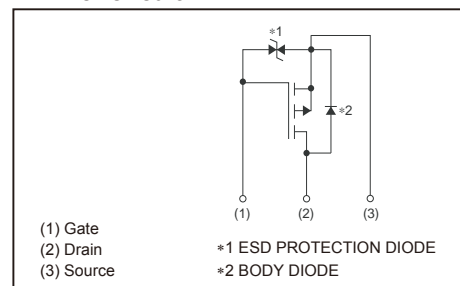 ∗1
∗2
(1) (2) (3)
(1) Gate
(2) Drain
(3) Source
∗1 ESD PROTECTION DIODE
∗2 BODY DIODE